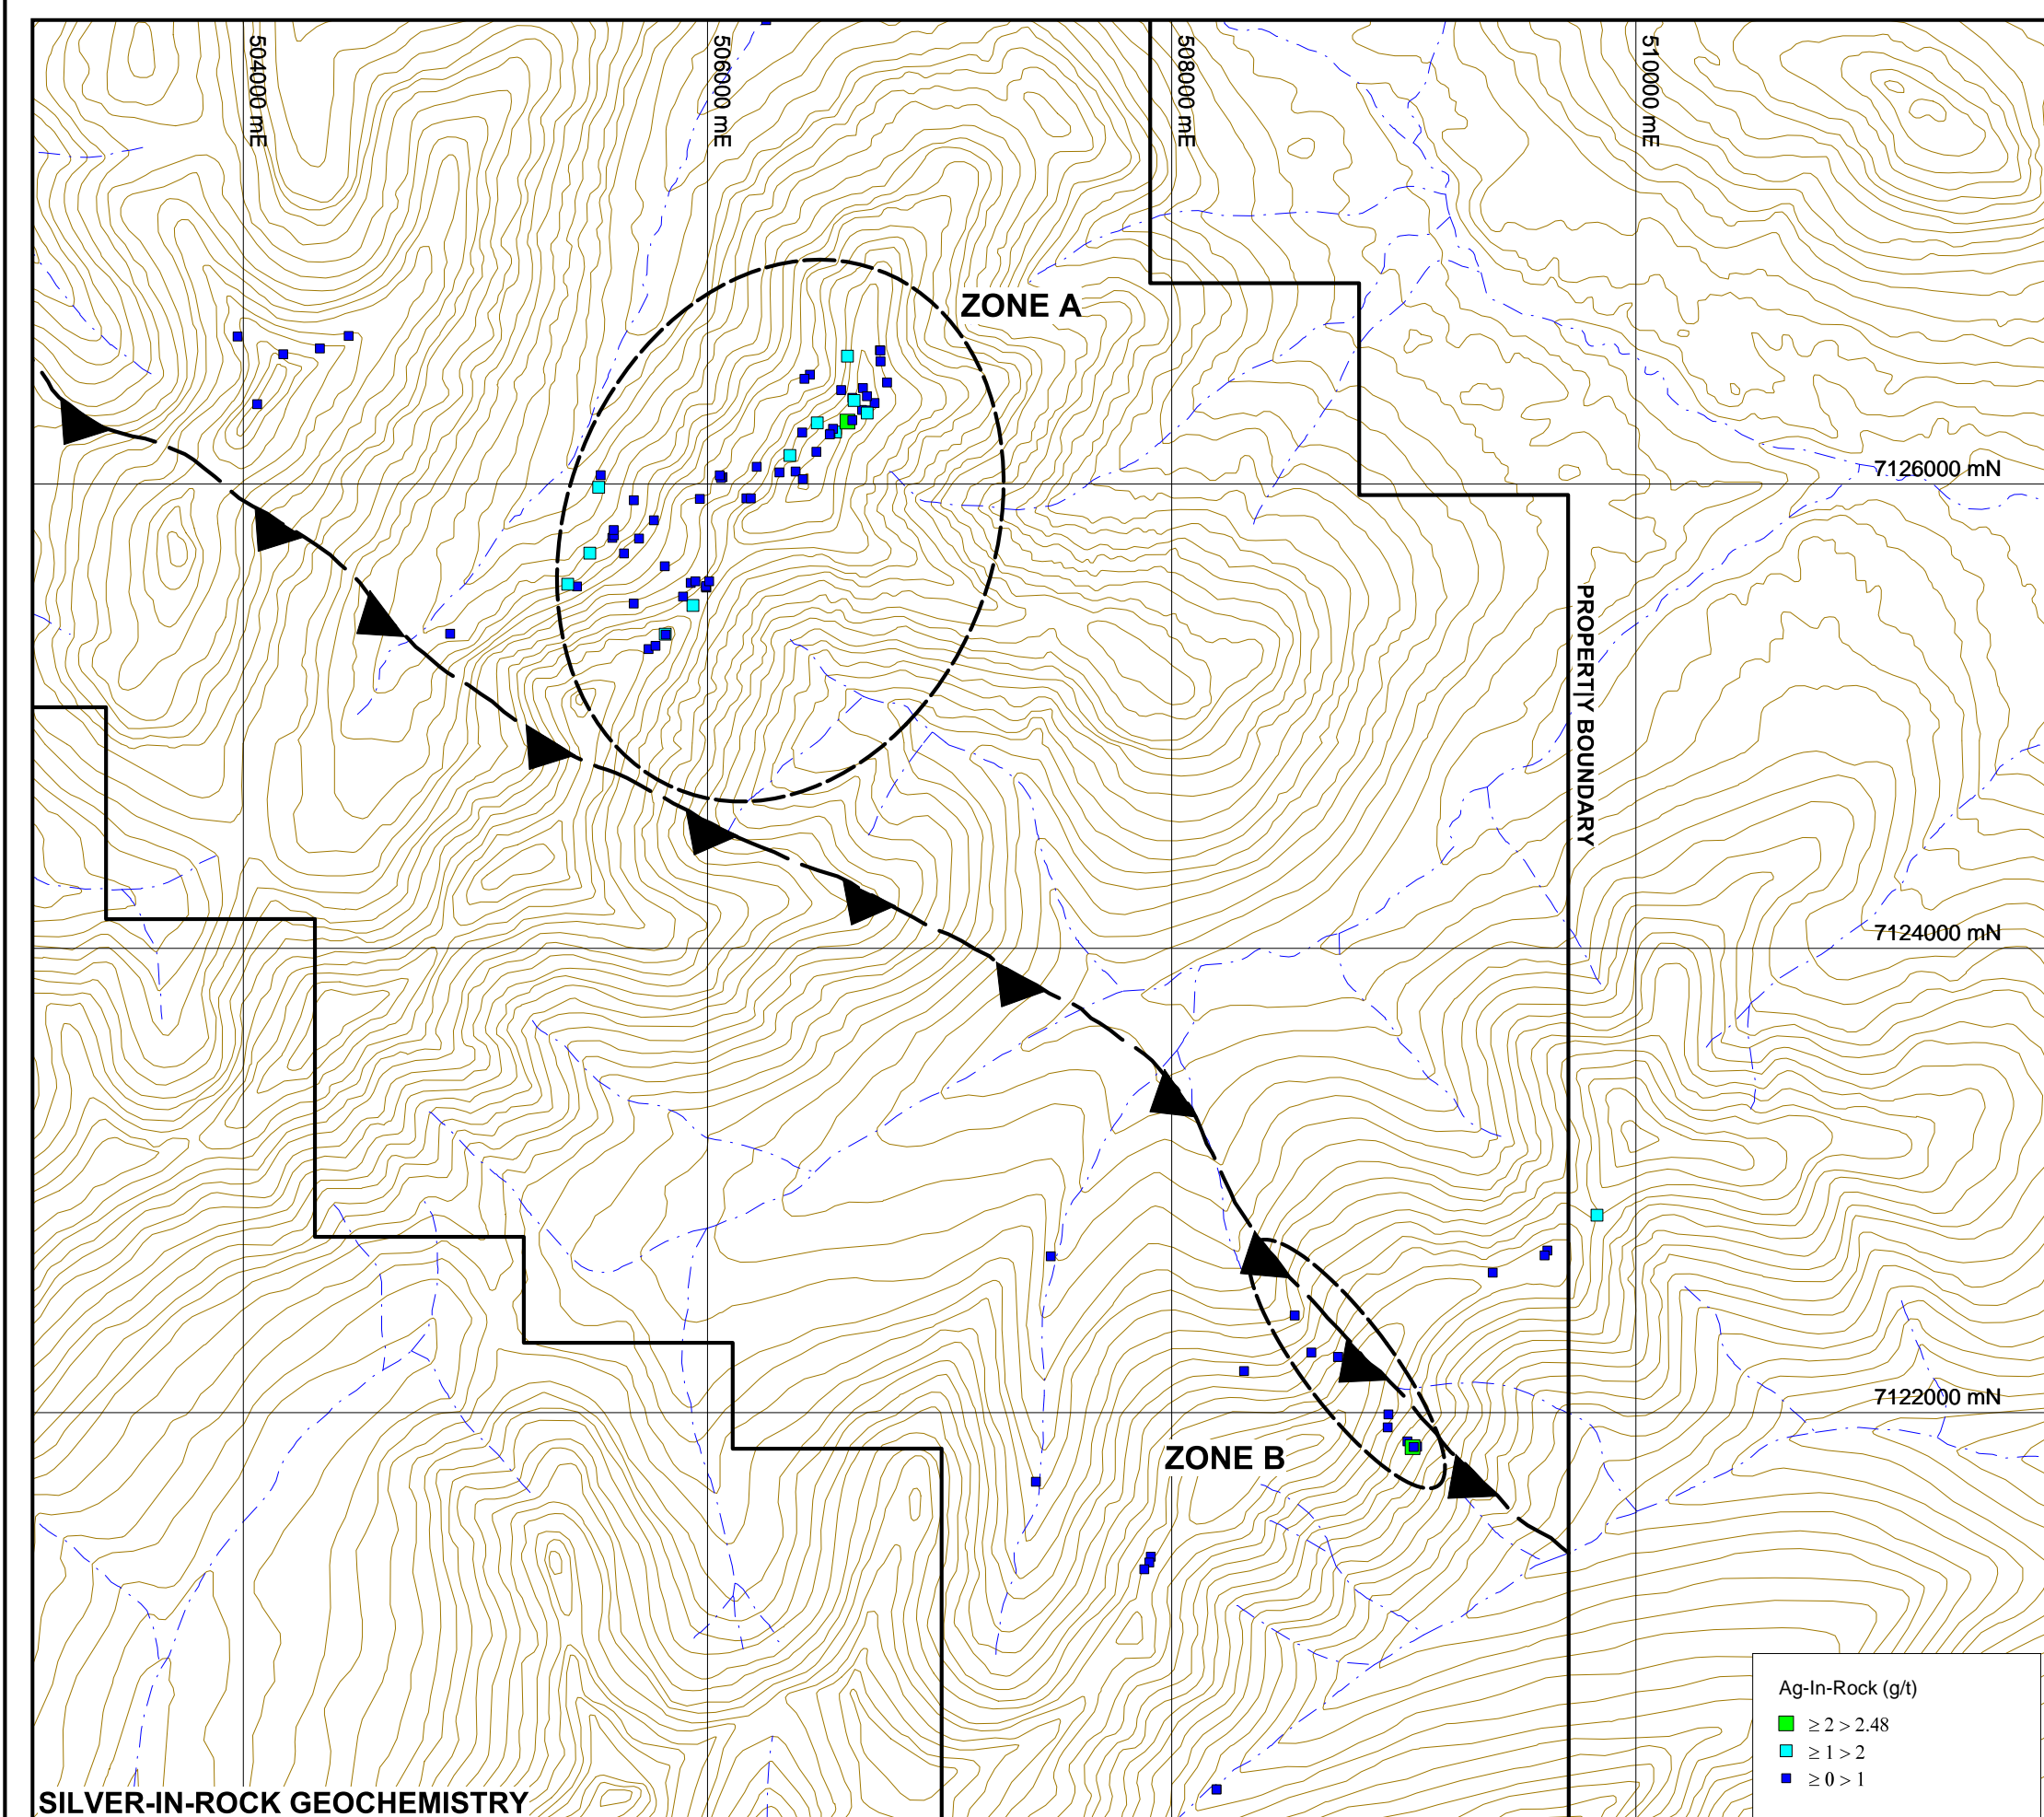 504000 mE
506000 mE
508000 mE
510000 mE
ZONE A
7126000 mN
PROPERTY BOUNDARY
7124000 mN
7122000 mN
ZONE B
Ag-In-Rock (g/t)
≥ 2 > 2.48
≥ 1 > 2
≥ 0 > 1
SILVER-IN-ROCK GEOCHEMISTRY